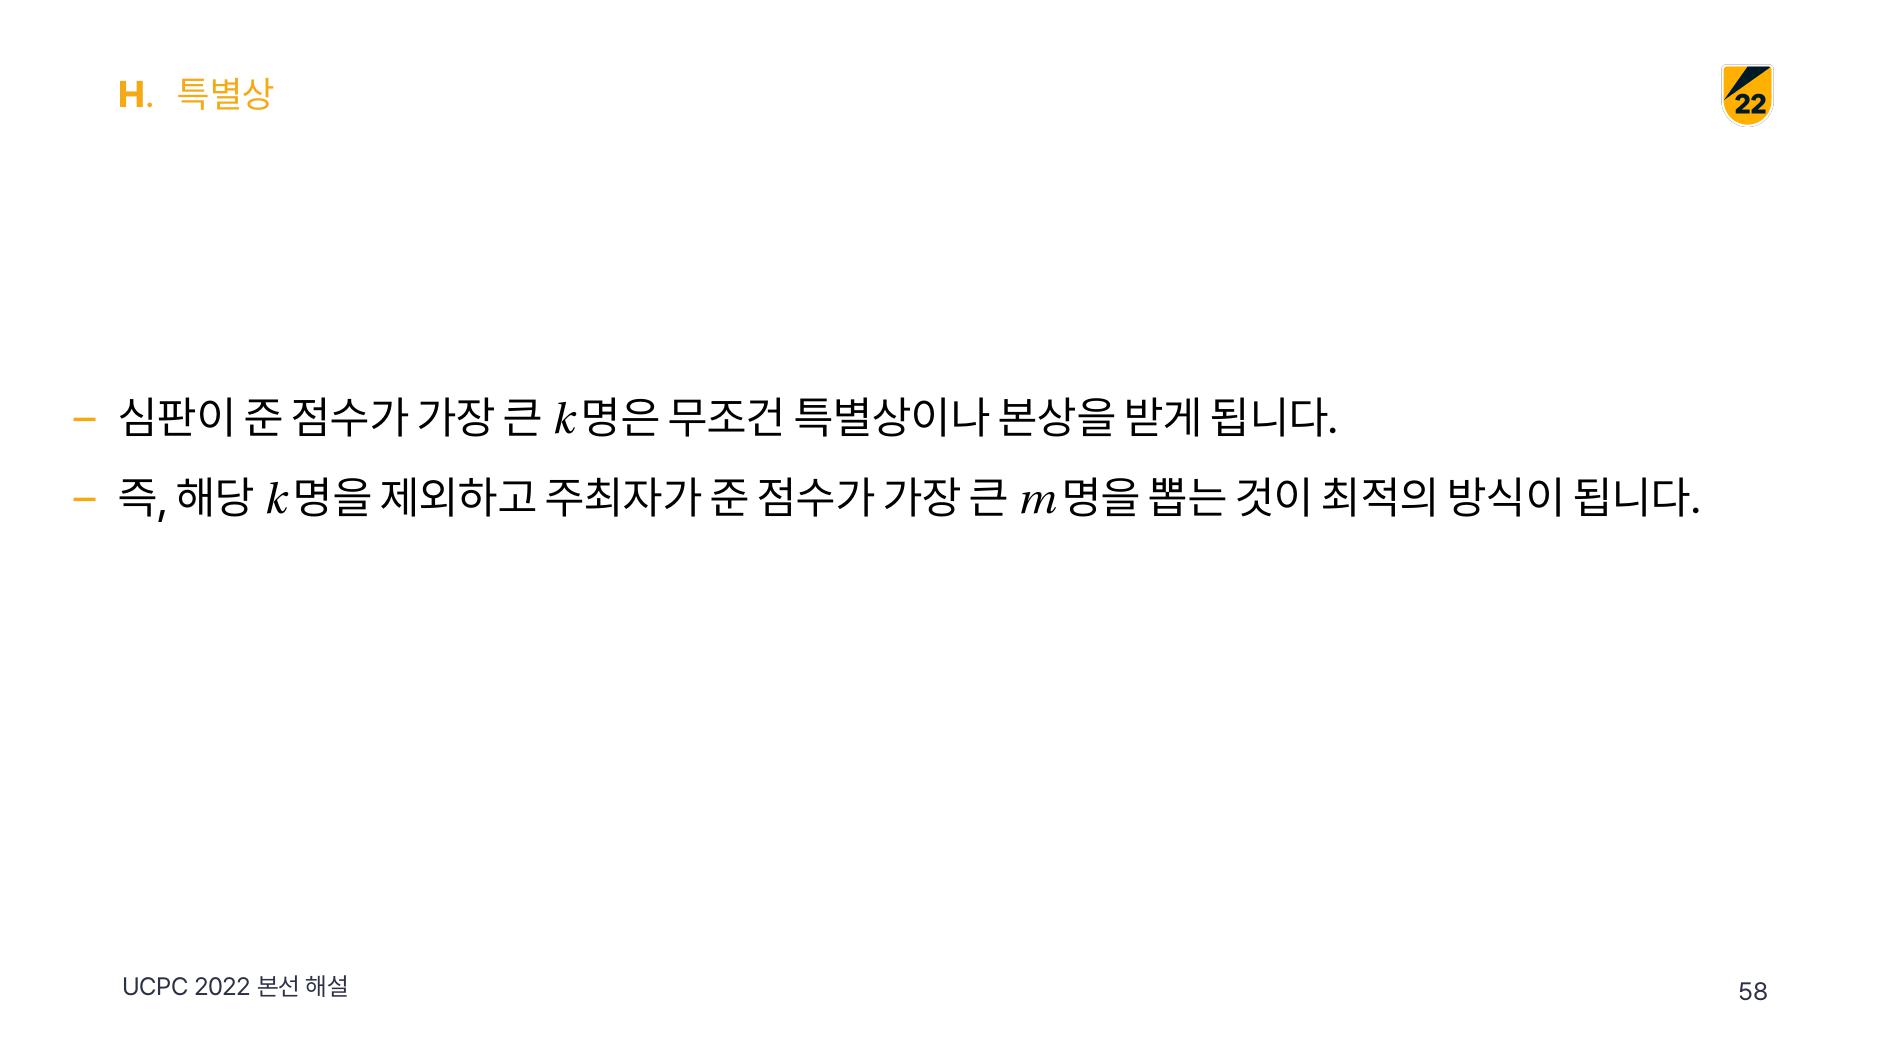 H. 특별상
22
– 심판이 준 점수가 가장 큰 k명은 무조건 특별상이나 본상을 받게 됩니다.
– 즉, 해당 k명을 제외하고 주최자가 준 점수가 가장 큰 m명을 뽑는 것이 최적의 방식이 됩니다.
UCPC 2022 본선 해설
58